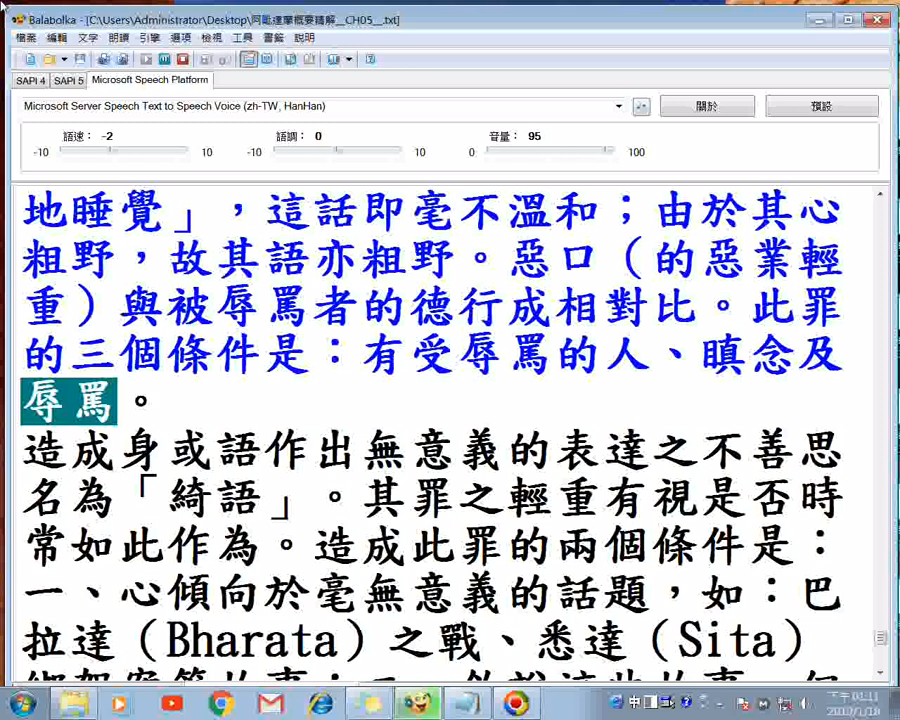 Balabolka - [C:\Users\Administrator\Desktop\阿毗達摩概要精解__CH05__.txt]
檔案 編輯 文字 朗讀 引擎 選項 檢視 工具 書籤 說明
SAPI 4 SAPI 5 Microsoft Speech Platform
Microsoft Server Speech Text to Speech Voice (zh-TW, HanHan) 關於 預設
語速: -2 語調: 0 音量: 95
-10 10 -10 10 0 100
地睡覺」，這話即毫不溫和；由於其心
粗野，故其語亦粗野。惡口（的惡業輕
重）與被辱罵者的德行成相對比。此罪
的三個條件是：有受辱罵的人、瞋念及
辱罵。
造成身或語作出無意義的表達之不善思
名為「綺語」。其罪之輕重有視是否時
常如此作為。造成此罪的兩個條件是：
一、心傾向於毫無意義的話題，如：巴
拉達（Bharata）之戰、悉達（Sita）
中
下午 01:11